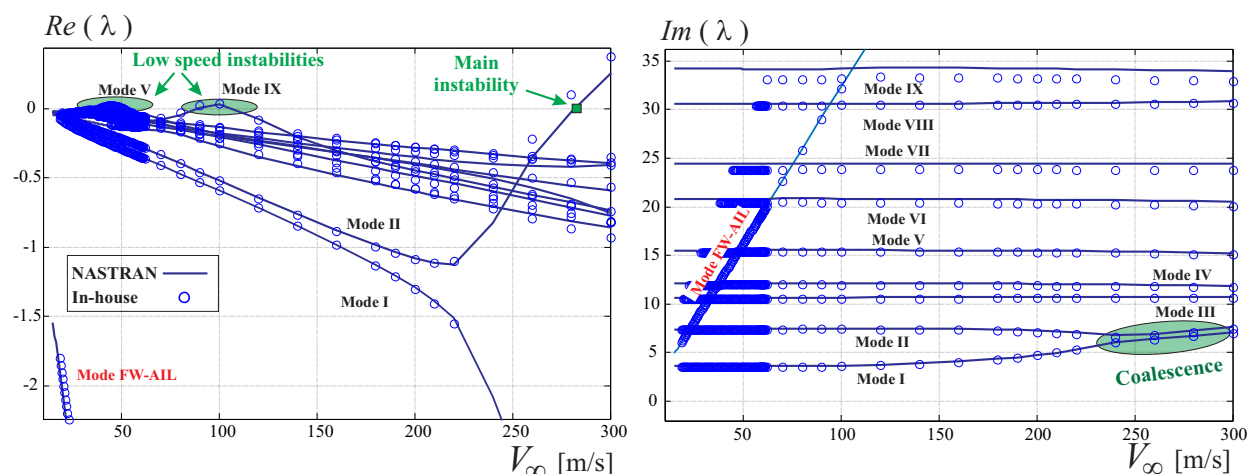 Re ( λ )
Low speed instabilities
Mode V
Mode IX
Main
instability
0
-0.5
-1
-1.5
-2
Mode II
Mode I
NASTRAN
In-house
Mode FW-AIL
50
100
150
200
250
300
V∞ [m/s]
Im ( λ )
35
30
25
20
15
10
5
0
Mode IX
Mode VIII
Mode VII
Mode VI
Mode V
Mode IV
Mode III
Mode II
Mode I
Mode FW-AIL
Coalescence
50
100
150
200
250
300
V∞ [m/s]